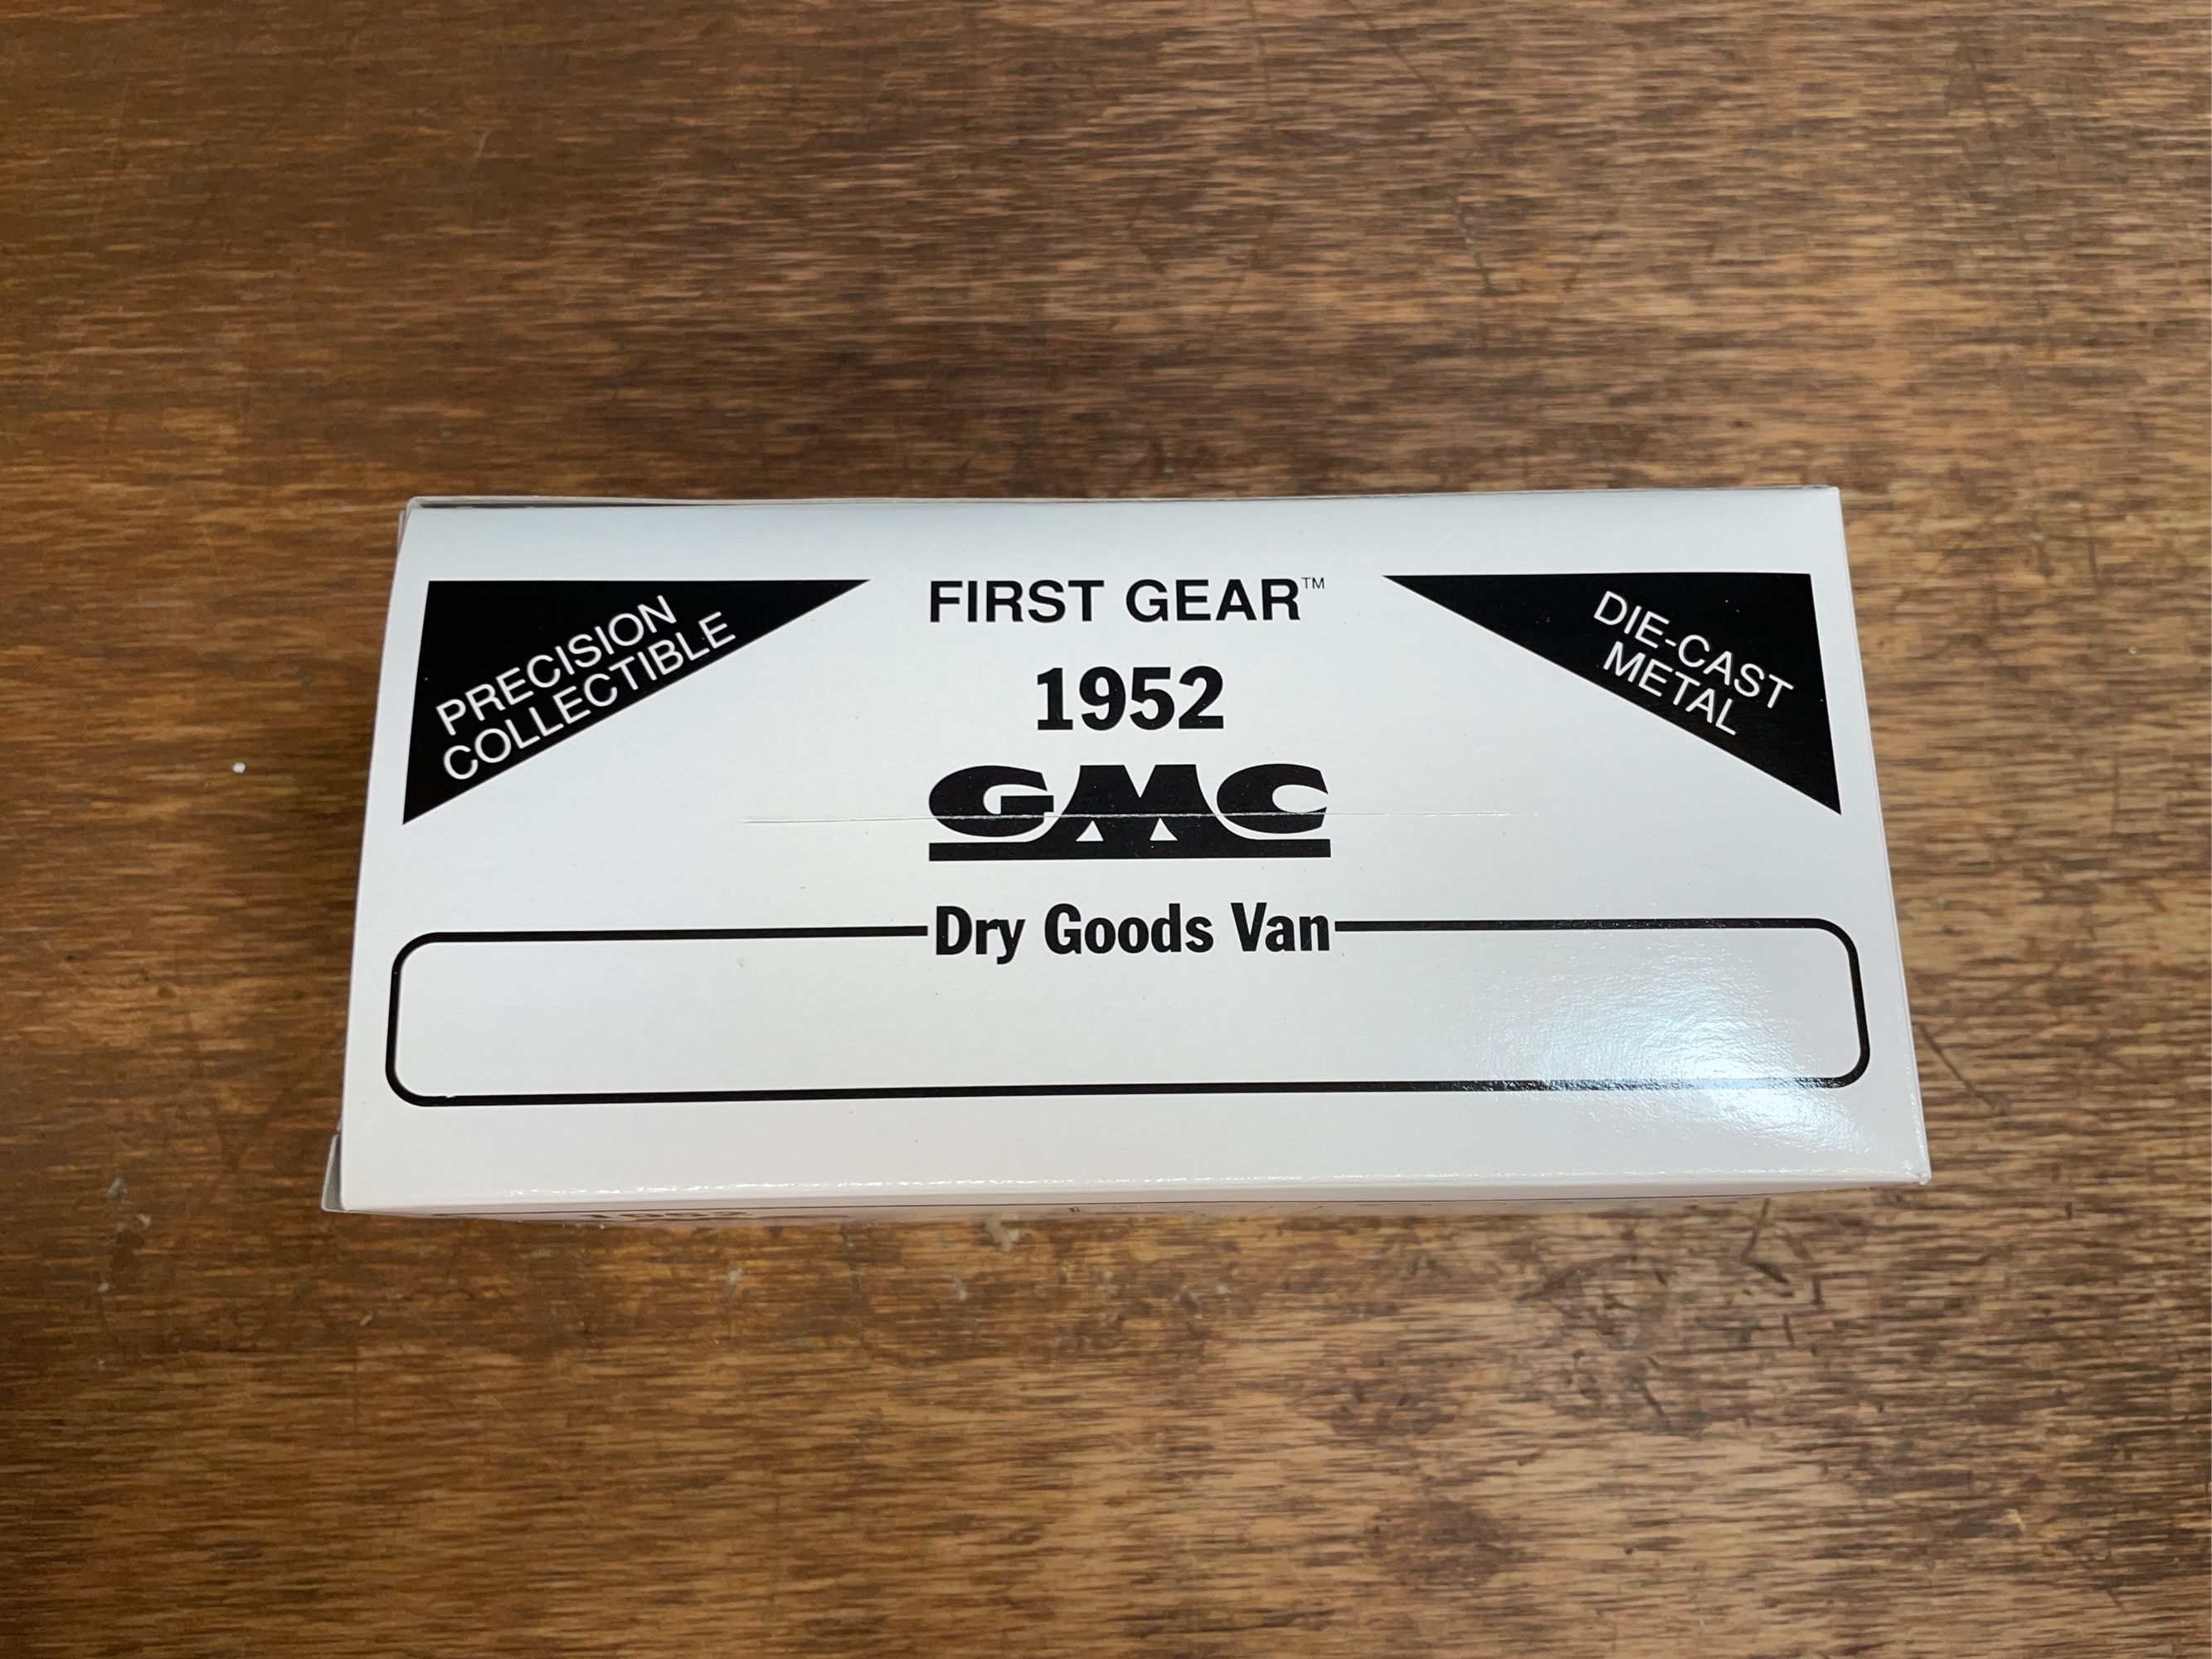 PRECISION
COLLECTIBLE
FIRST GEAR™
DIE-CAST
METAL
1952
GMC
Dry Goods Van